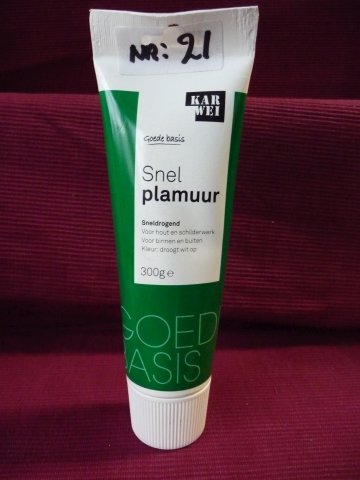 NR: 21
KAR
WEI
Goede basis
Snel
plamuur
Sneldrogend
Voor hout en schilderwerk
Voor binnen en buiten
Kleur: droogt wit op
300g e
GOED
BASIS